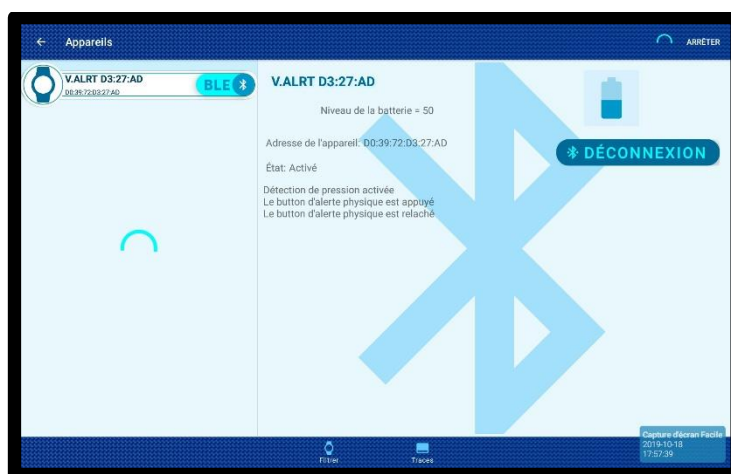 ← Appareils
ARRÊTER
V.ALRT D3:27:AD
D0:39:72:D3:27:AD
BLE
V.ALRT D3:27:AD
Niveau de la batterie = 50
Adresse de l'appareil: D0:39:72:D3:27:AD
État: Activé
Détection de pression activée
Le button d'alerte physique est appuyé
Le button d'alerte physique est relaché
DÉCONNEXION
Filtrer
Traces
Capture d'écran Facile
2019-10-18
17:57:39